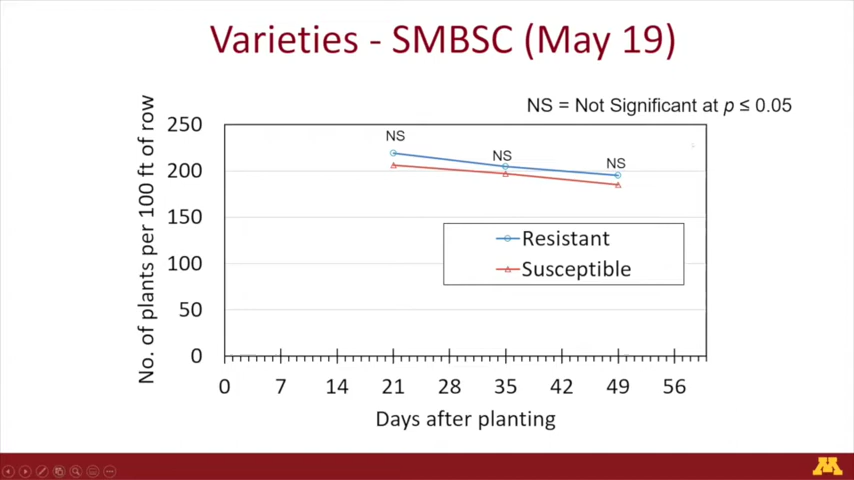 Varieties - SMBSC (May 19)
NS = Not Significant at p ≤ 0.05
No. of plants per 100 ft of row
250
200
150
100
50
0
NS
NS
NS
Resistant
Susceptible
0 7 14 21 28 35 42 49 56
Days after planting
M